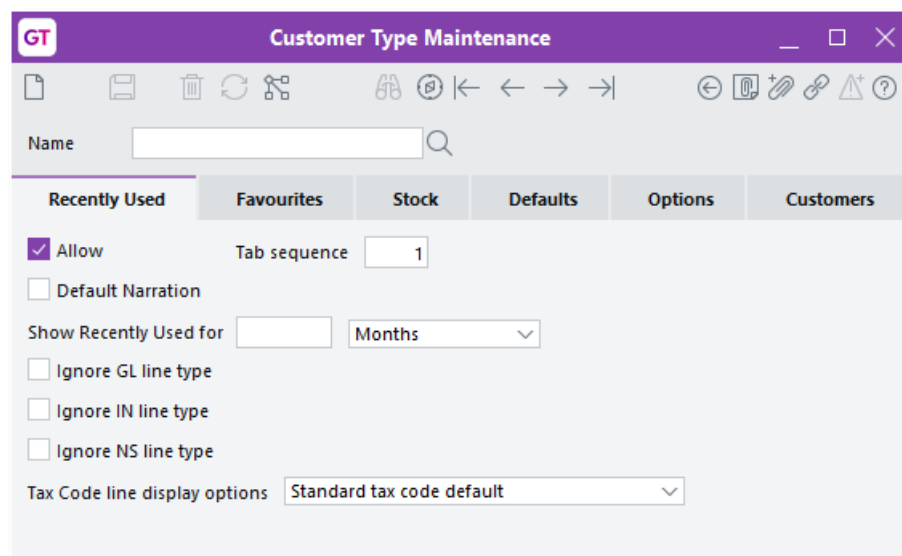 GT Customer Type Maintenance
Name
Recently Used Favourites Stock Defaults Options Customers
Allow Tab sequence 1
Default Narration
Show Recently Used for Months
Ignore GL line type
Ignore IN line type
Ignore NS line type
Tax Code line display options Standard tax code default